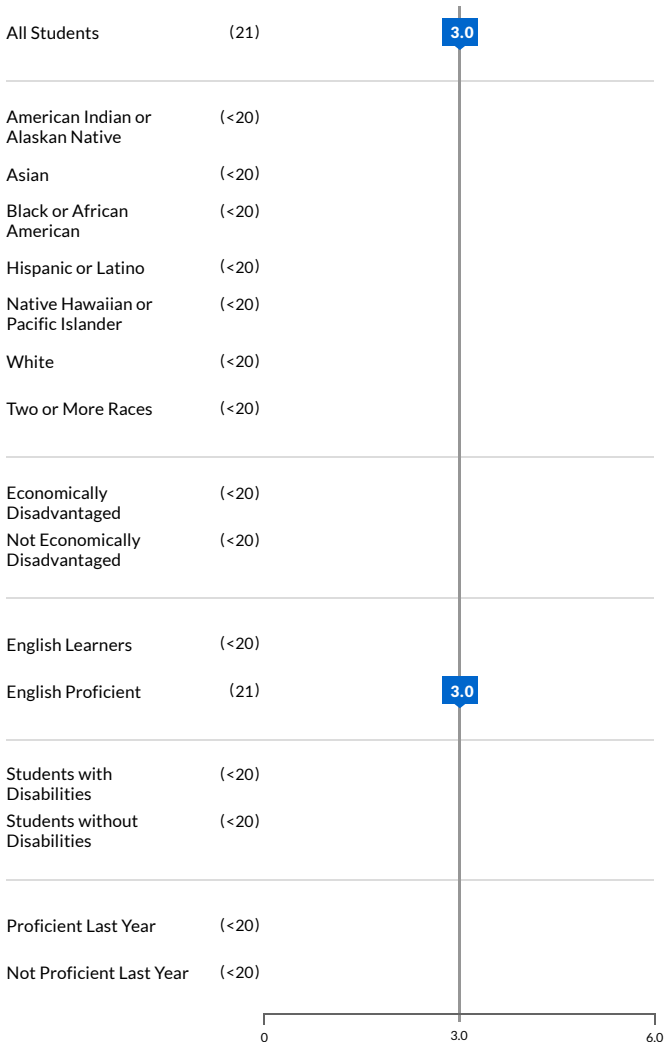 All Students (21) 3.0
American Indian or (<20)
Alaskan Native
Asian (<20)
Black or African (<20)
American
Hispanic or Latino (<20)
Native Hawaiian or (<20)
Pacific Islander
White (<20)
Two or More Races (<20)
Economically (<20)
Disadvantaged
Not Economically (<20)
Disadvantaged
English Learners (<20)
English Proficient (21) 3.0
Students with (<20)
Disabilities
Students without (<20)
Disabilities
Proficient Last Year (<20)
Not Proficient Last Year (<20)
0 3.0 6.0